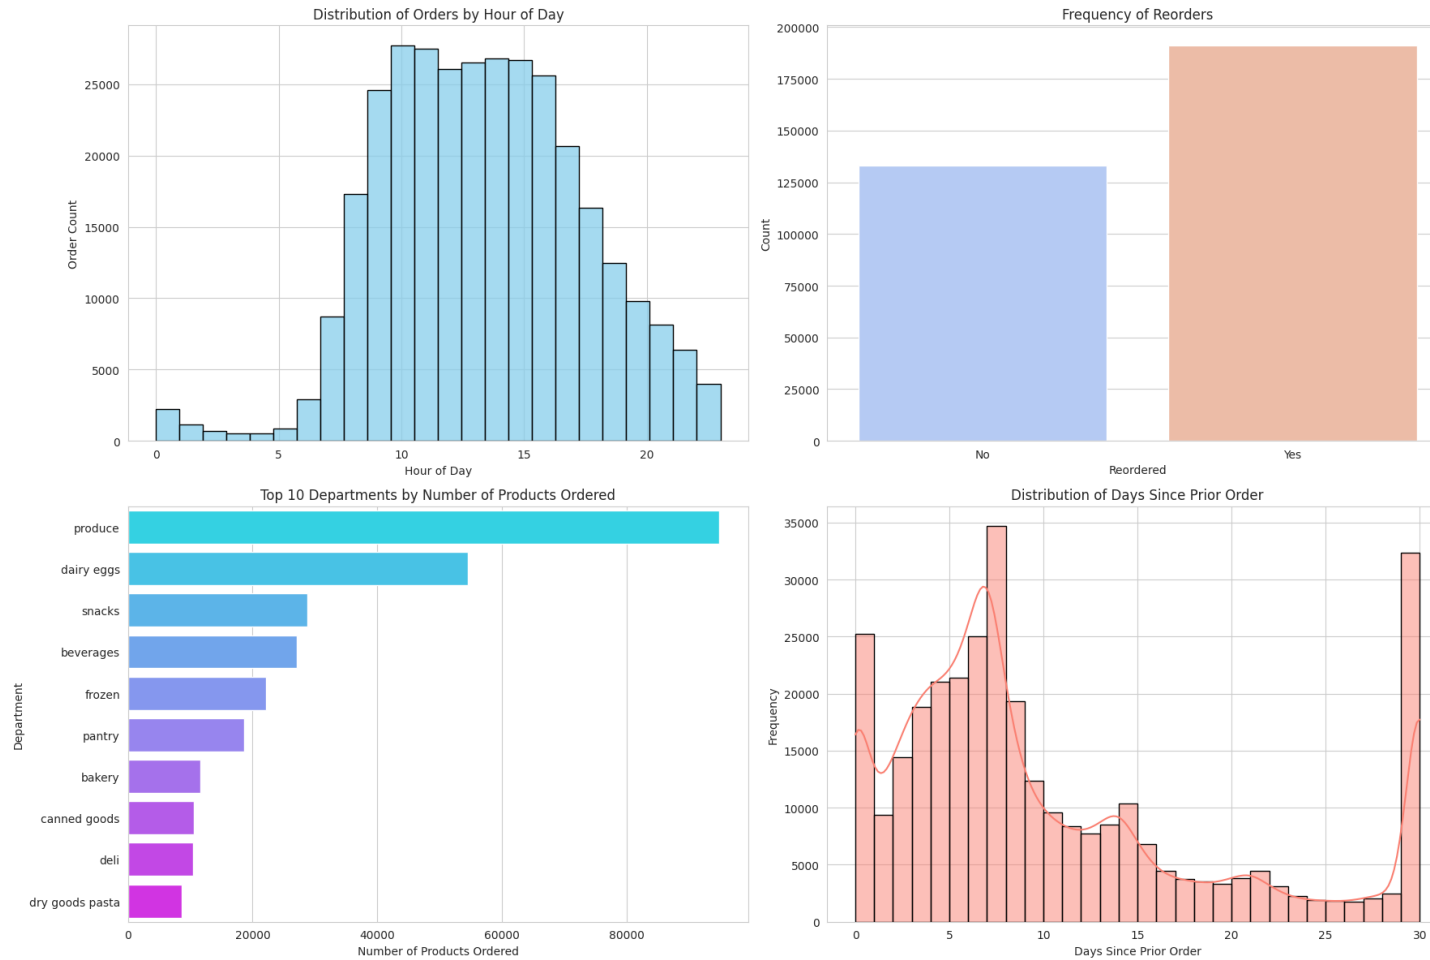 Distribution of Orders by Hour of Day
25000
20000
15000
10000
5000
0
Order Count
0 5 10 15 20
Hour of Day
Frequency of Reorders
200000
175000
150000
125000
100000
75000
50000
25000
0
Count
No Yes
Reordered
Top 10 Departments by Number of Products Ordered
produce
dairy eggs
snacks
beverages
frozen
pantry
bakery
canned goods
deli
dry goods pasta
Department
0 20000 40000 60000 80000
Number of Products Ordered
Distribution of Days Since Prior Order
35000
30000
25000
20000
15000
10000
5000
0
Frequency
0 5 10 15 20 25 30
Days Since Prior Order